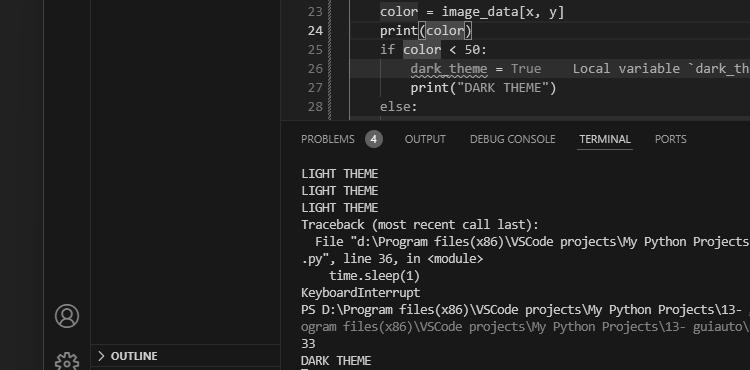 23 color = image_data[x, y]
24 print(color)
25 if color < 50:
26 dark_theme = True Local variable `dark_th
27 print("DARK THEME")
28 else:
PROBLEMS 4 OUTPUT DEBUG CONSOLE TERMINAL PORTS
LIGHT THEME
LIGHT THEME
LIGHT THEME
Traceback (most recent call last):
File "d:\Program files(x86)\VSCode projects\My Python Projects
.py", line 36, in <module>
time.sleep(1)
KeyboardInterrupt
PS D:\Program files(x86)\VSCode projects\My Python Projects\13-
ogram files(x86)\VSCode projects\My Python Projects\13- guiauto\
33
DARK THEME
OUTLINE